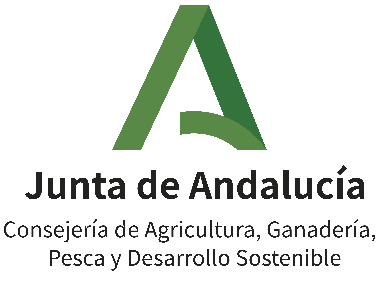 Junta de Andalucía
Consejería de Agricultura, Ganadería,
Pesca y Desarrollo Sostenible